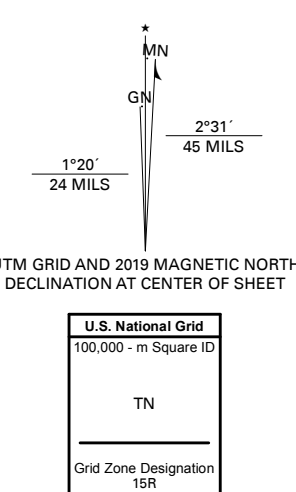 ★
MN
GN
2°31´
45 MILS
1°20´
24 MILS
UTM GRID AND 2019 MAGNETIC NORTH
DECLINATION AT CENTER OF SHEET
U.S. National Grid
100,000 - m Square ID
TN
Grid Zone Designation
15R